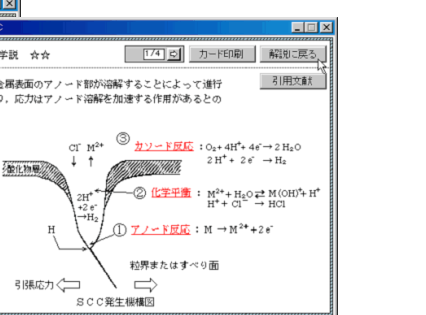 学説 ☆☆
1/4
カード印刷
解説に戻る
引用文献
金属表面のアノード部が溶解することによって進行
り，応力はアノード溶解を加速する作用があるとの
Cl⁻ M²⁺
③ カソード反応 : O₂+ 4H⁺+ 4e⁻→ 2 H₂O
2 H⁺ + 2e⁻ → H₂
酸化物層
2H⁺
+2 e⁻
→H₂
② 化学平衡 : M²⁺+ H₂O⇄ M(OH)⁺+ H⁺
H⁺ + Cl⁻ → HCl
H
① アノード反応 : M → M²⁺ +2 e⁻
粒界またはすべり面
引張応力
SCC発生機構図